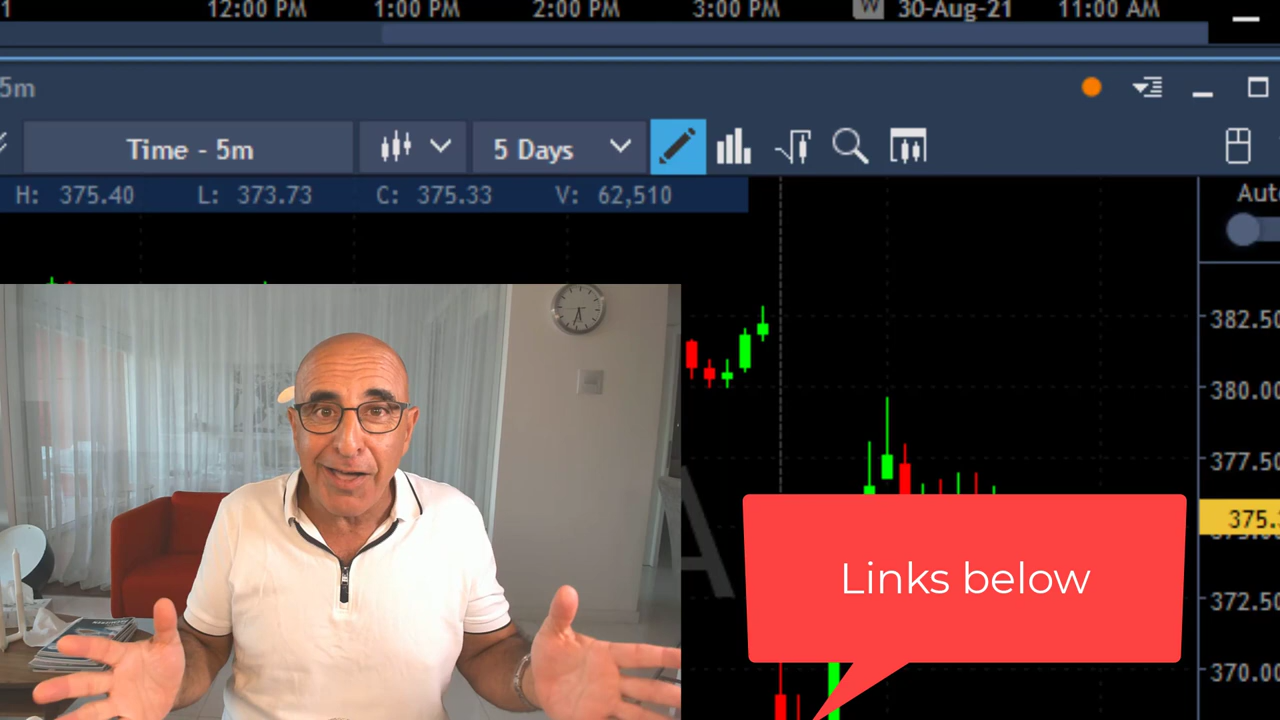 1 12:00 PM 1:00 PM 2:00 PM 3:00 PM W 30-Aug-21 11:00 AM
5m
Time - 5m 5 Days
H: 375.40 L: 373.73 C: 375.33 V: 62,510
382.50
380.00
377.50
375.
Links below
372.50
370.00